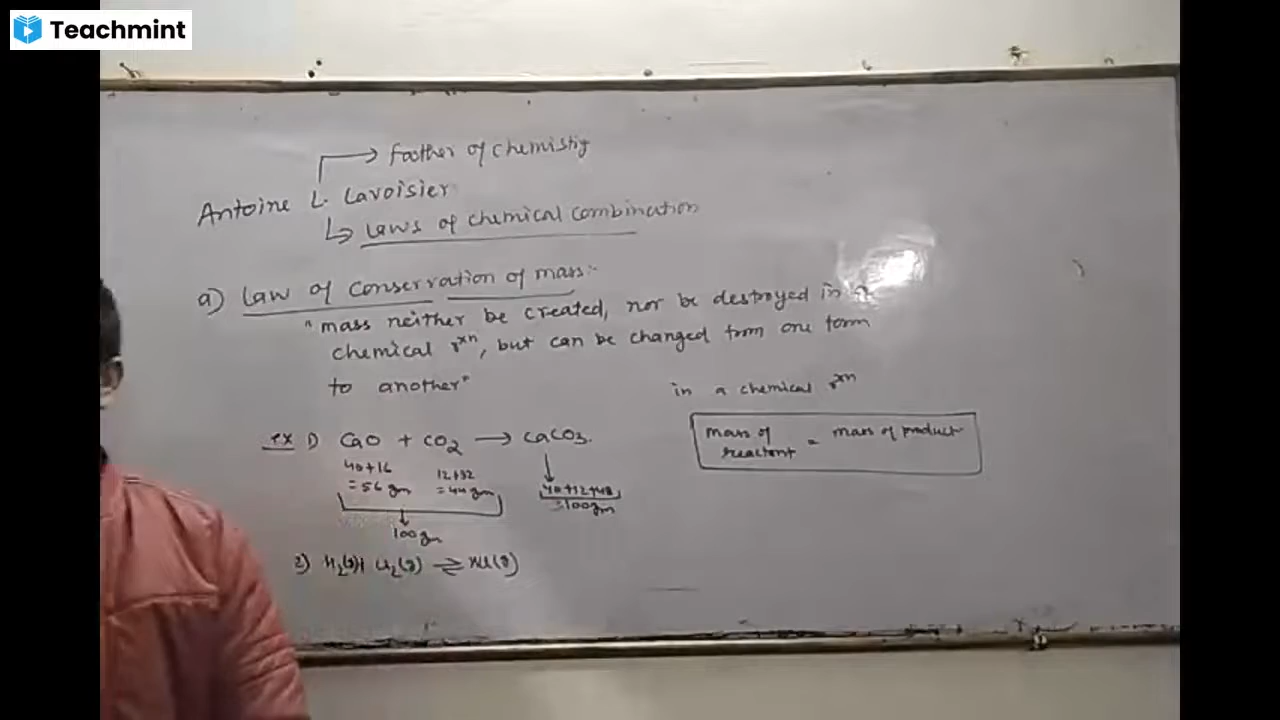 Teachmint
Father of chemistry
Antoine L. Lavoisier
Laws of chemical combination
a) Law of conservation of mass:-
"mass neither be created, nor be destroyed in a
chemical rxn, but can be changed from one form
to another"
in a chemical rxn
mass of reactant = mass of product
ex 1) CaO + CO2 → CaCO3.
40+16 12+32 40+12+48
=56 gm =44 gm =100gm
100gm
2) H2(g)+ Cl2(g) ⇌ HCl(g)